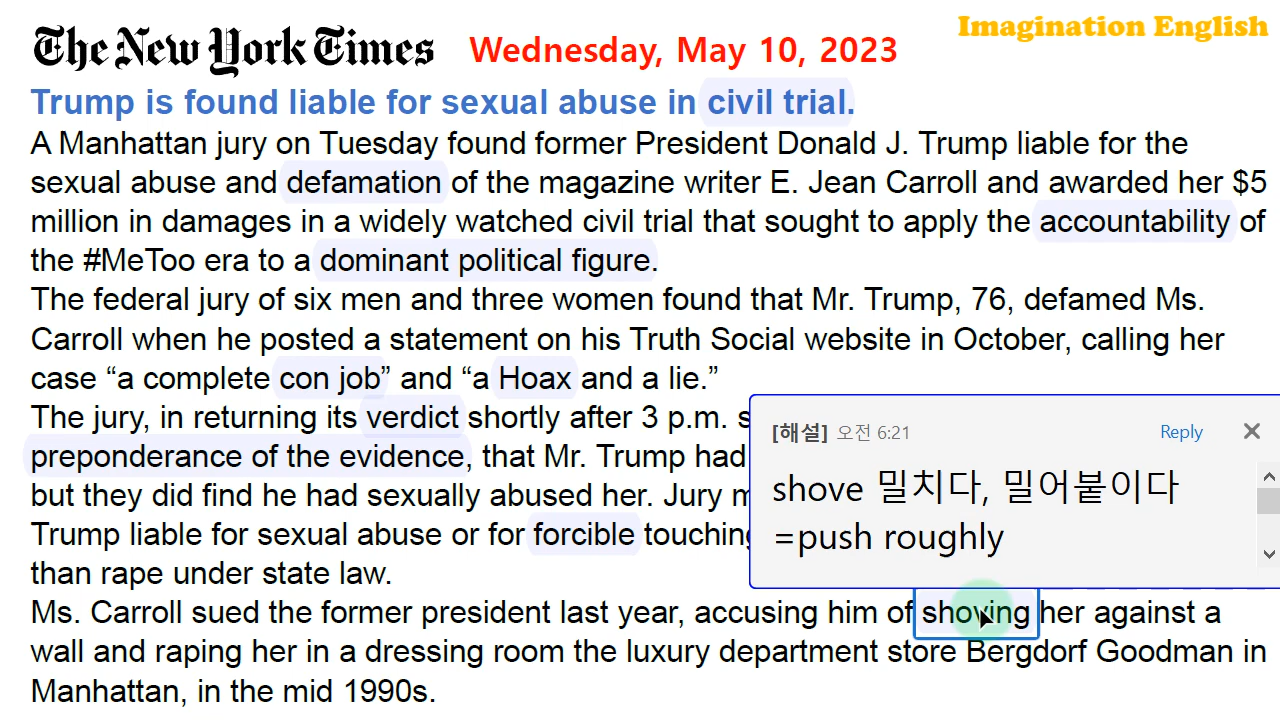 The New York Times
Wednesday, May 10, 2023
Imagination English
Trump is found liable for sexual abuse in civil trial.
A Manhattan jury on Tuesday found former President Donald J. Trump liable for the
sexual abuse and defamation of the magazine writer E. Jean Carroll and awarded her $5
million in damages in a widely watched civil trial that sought to apply the accountability of
the #MeToo era to a dominant political figure.
The federal jury of six men and three women found that Mr. Trump, 76, defamed Ms.
Carroll when he posted a statement on his Truth Social website in October, calling her
case “a complete con job” and “a Hoax and a lie.”
The jury, in returning its verdict shortly after 3 p.m.
preponderance of the evidence, that Mr. Trump had
but they did find he had sexually abused her. Jury
Trump liable for sexual abuse or for forcible touching
than rape under state law.
[해설] 오전 6:21
Reply
shove 밀치다, 밀어붙이다
=push roughly
Ms. Carroll sued the former president last year, accusing him of shoving her against a
wall and raping her in a dressing room the luxury department store Bergdorf Goodman in
Manhattan, in the mid 1990s.